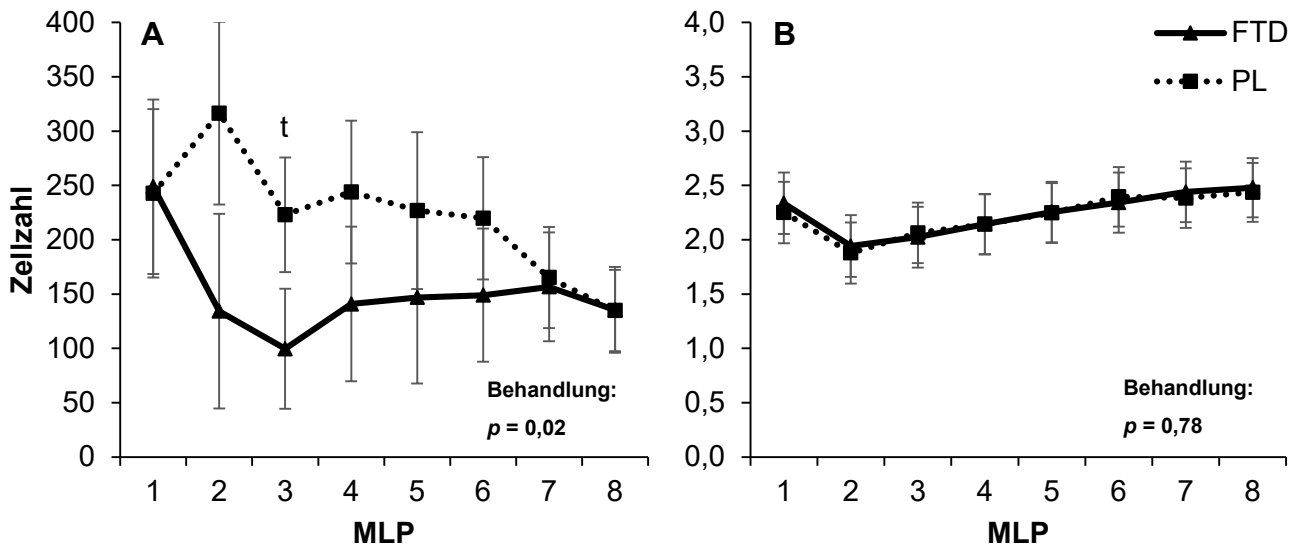 A
400
350
300
250
200
150
100
50
0
Zellzahl
t
Behandlung:
p = 0,02
1 2 3 4 5 6 7 8
MLP
B
4,0
3,5
3,0
2,5
2,0
1,5
1,0
0,5
0,0
FTD
PL
Behandlung:
p = 0,78
1 2 3 4 5 6 7 8
MLP